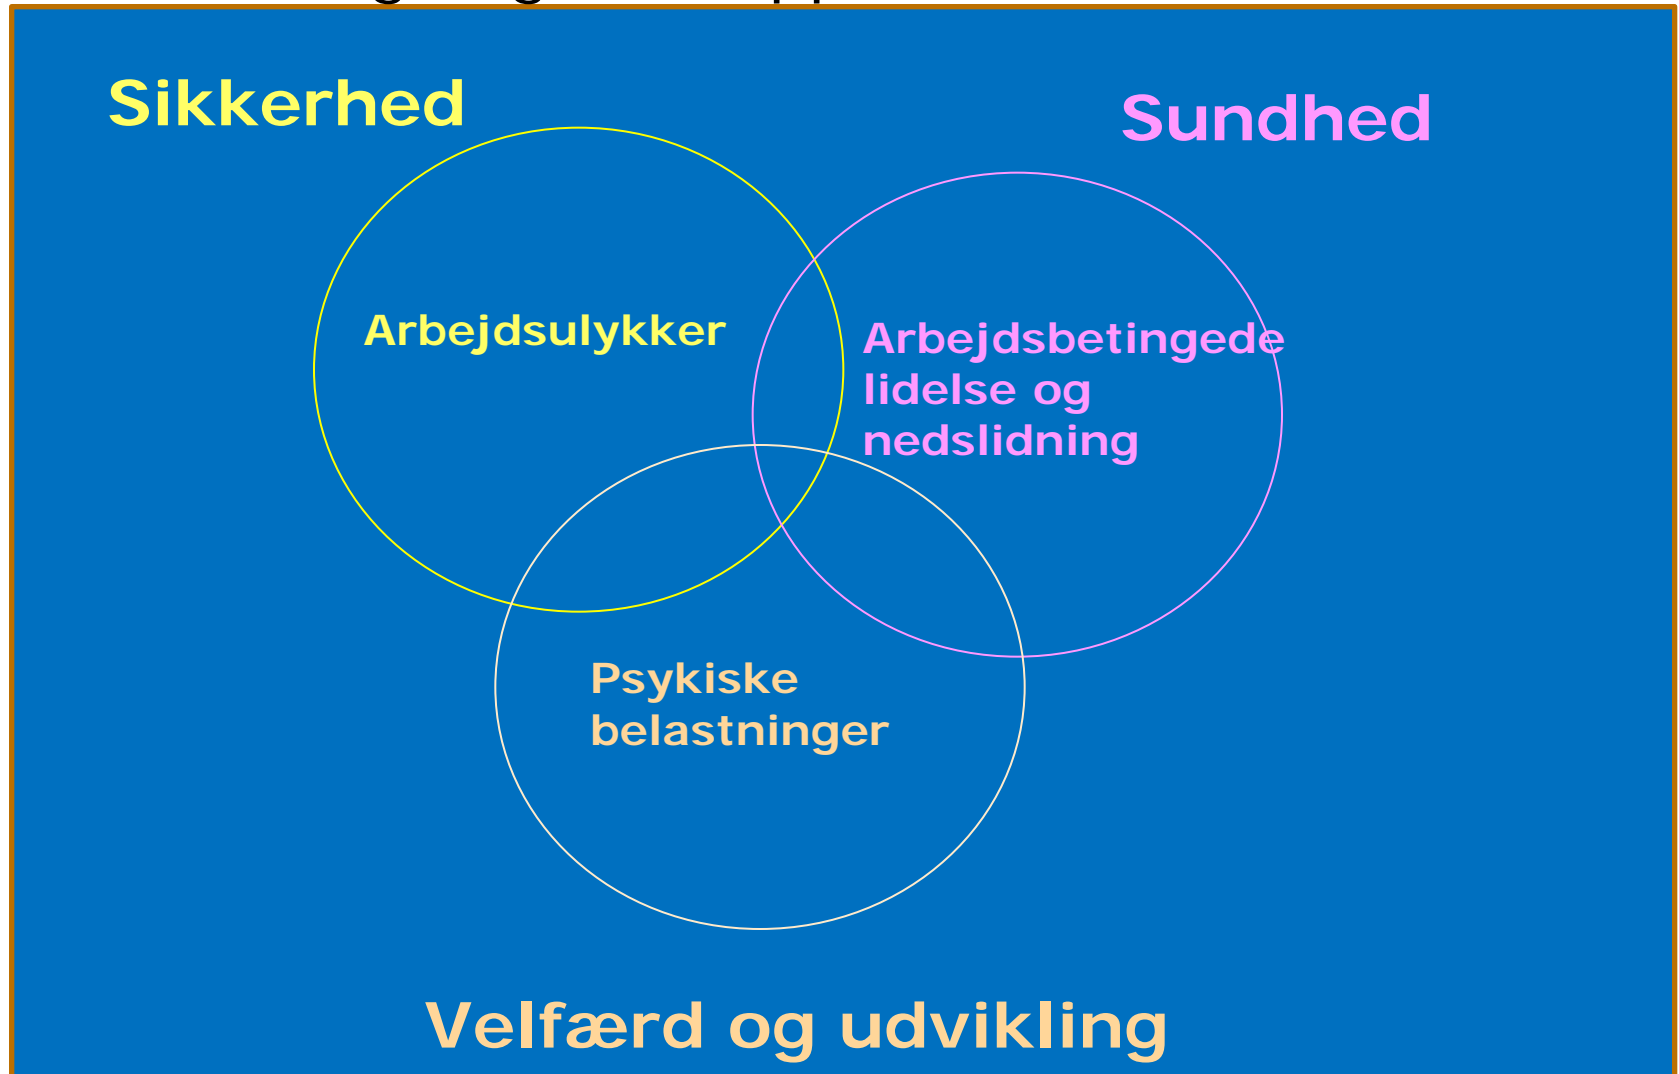 Sikkerhed
Sundhed
Arbejdsulykker
Arbejdsbetingede
lidelse og
nedslidning
Psykiske
belastninger
Velfærd og udvikling